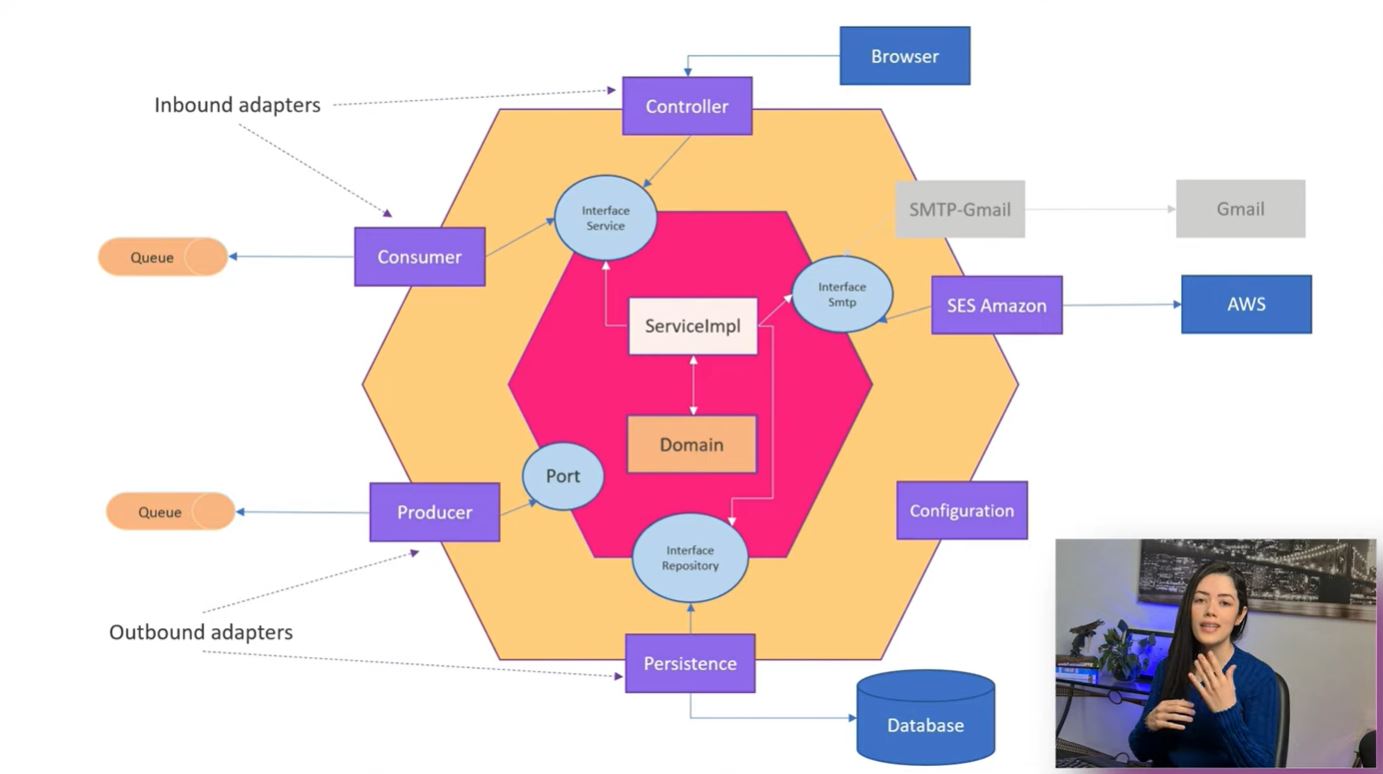 Browser
Inbound adapters
Controller
Interface
Service
SMTP-Gmail
Gmail
Queue
Consumer
Interface
Smtp
SES Amazon
AWS
ServiceImpl
Domain
Port
Queue
Producer
Configuration
Interface
Repository
Outbound adapters
Persistence
Database